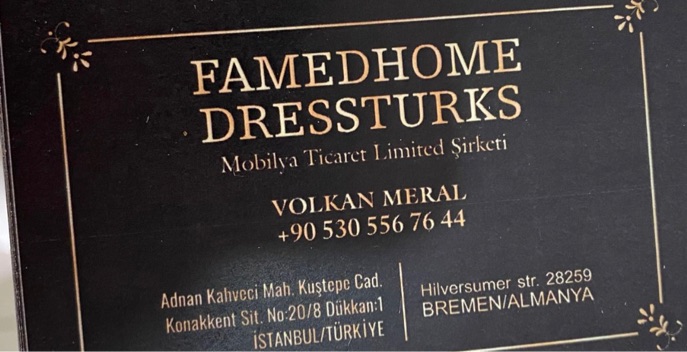 FAMEDHOME
DRESSTURKS
Mobilya Ticaret Limited Şirketi
VOLKAN MERAL
+90 530 556 76 44
Adnan Kahveci Mah. Kuştepe Cad.
Konakkent Sit. No:20/8 Dükkan:1
İSTANBUL/TÜRKİYE
Hilversumer str. 28259
BREMEN/ALMANYA